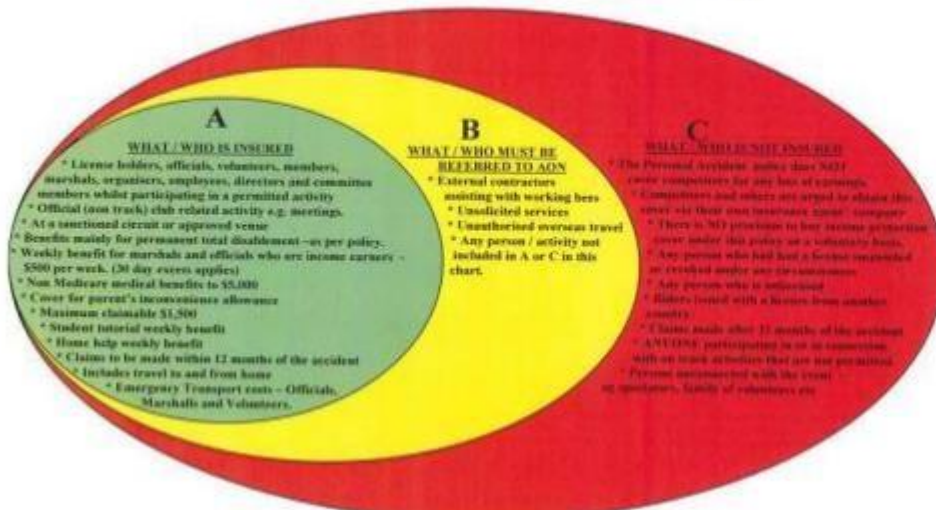 A
WHAT / WHO IS INSURED
* License holders, officials, volunteers, members,
marshals, organisers, employees, directors and committee
members whilst participating in a permitted activity
* Official (non track) club related activity e.g. meetings.
* At a sanctioned circuit or approved venue
* Benefits mainly for permanent total disablement –as per policy.
* Weekly benefit for marshals and officials who are income earners -
$500 per week. (30 day excess applies)
* Non Medicare medical benefits to $5,000
* Cover for parent's inconvenience allowance
* Maximum claimable $1,500
* Student tutorial weekly benefit
* Home help weekly benefit
* Claims to be made within 12 months of the accident
* Includes travel to and from home
* Emergency Transport costs – Officials,
Marshalls and Volunteers.
B
WHAT / WHO MUST BE
REFERRED TO AON
* External contractors
assisting with working bees
* Unsolicited services
* Unauthorised overseas travel
* Any person / activity not
included in A or C in this
chart.
C
WHAT / WHO IS NOT INSURED
* The Personal Accident policy does NOT
cover competitors for any loss of earnings.
* Competitors and others are urged to obtain this
cover via their own insurance
* There is NO provision to buy income protection
cover under this policy on a voluntary basis.
* Any person who had had a license suspended
or revoked under any circumstances
* Any person who is unlicensed
* Riders issued with a license from another
country
* Claims made after 12 months of the accident
* ANYONE participating in or in connection
with on track activities that are not permitted
* Persons unconnected with the event
eg spectators, family of volunteers etc